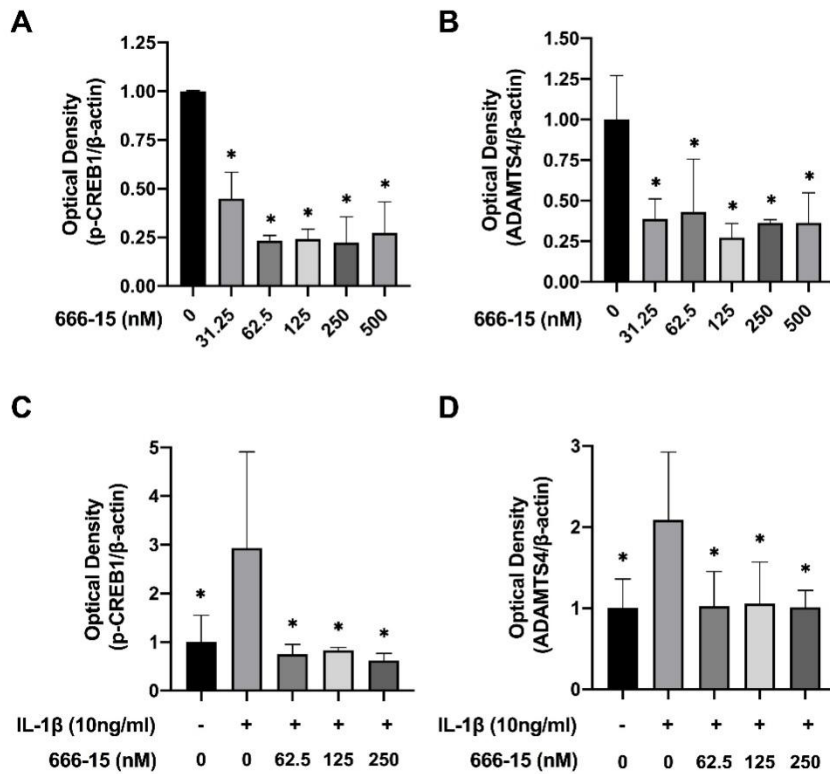 A
Optical Density
(p-CREB1/β-actin)
1.25
1.00
0.75
0.50
0.25
0.00
* * * * *
666-15 (nM)
0 31.25 62.5 125 250 500
B
Optical Density
(ADAMTS4/β-actin)
1.50
1.25
1.00
0.75
0.50
0.25
0.00
* * * * *
666-15 (nM)
0 31.25 62.5 125 250 500
C
Optical Density
(p-CREB1/β-actin)
5
4
3
2
1
0
* * * *
IL-1β (10ng/ml) - + + + +
666-15 (nM) 0 0 62.5 125 250
D
Optical Density
(ADAMTS4/β-actin)
3
2
1
0
* * * *
IL-1β (10ng/ml) - + + + +
666-15 (nM) 0 0 62.5 125 250